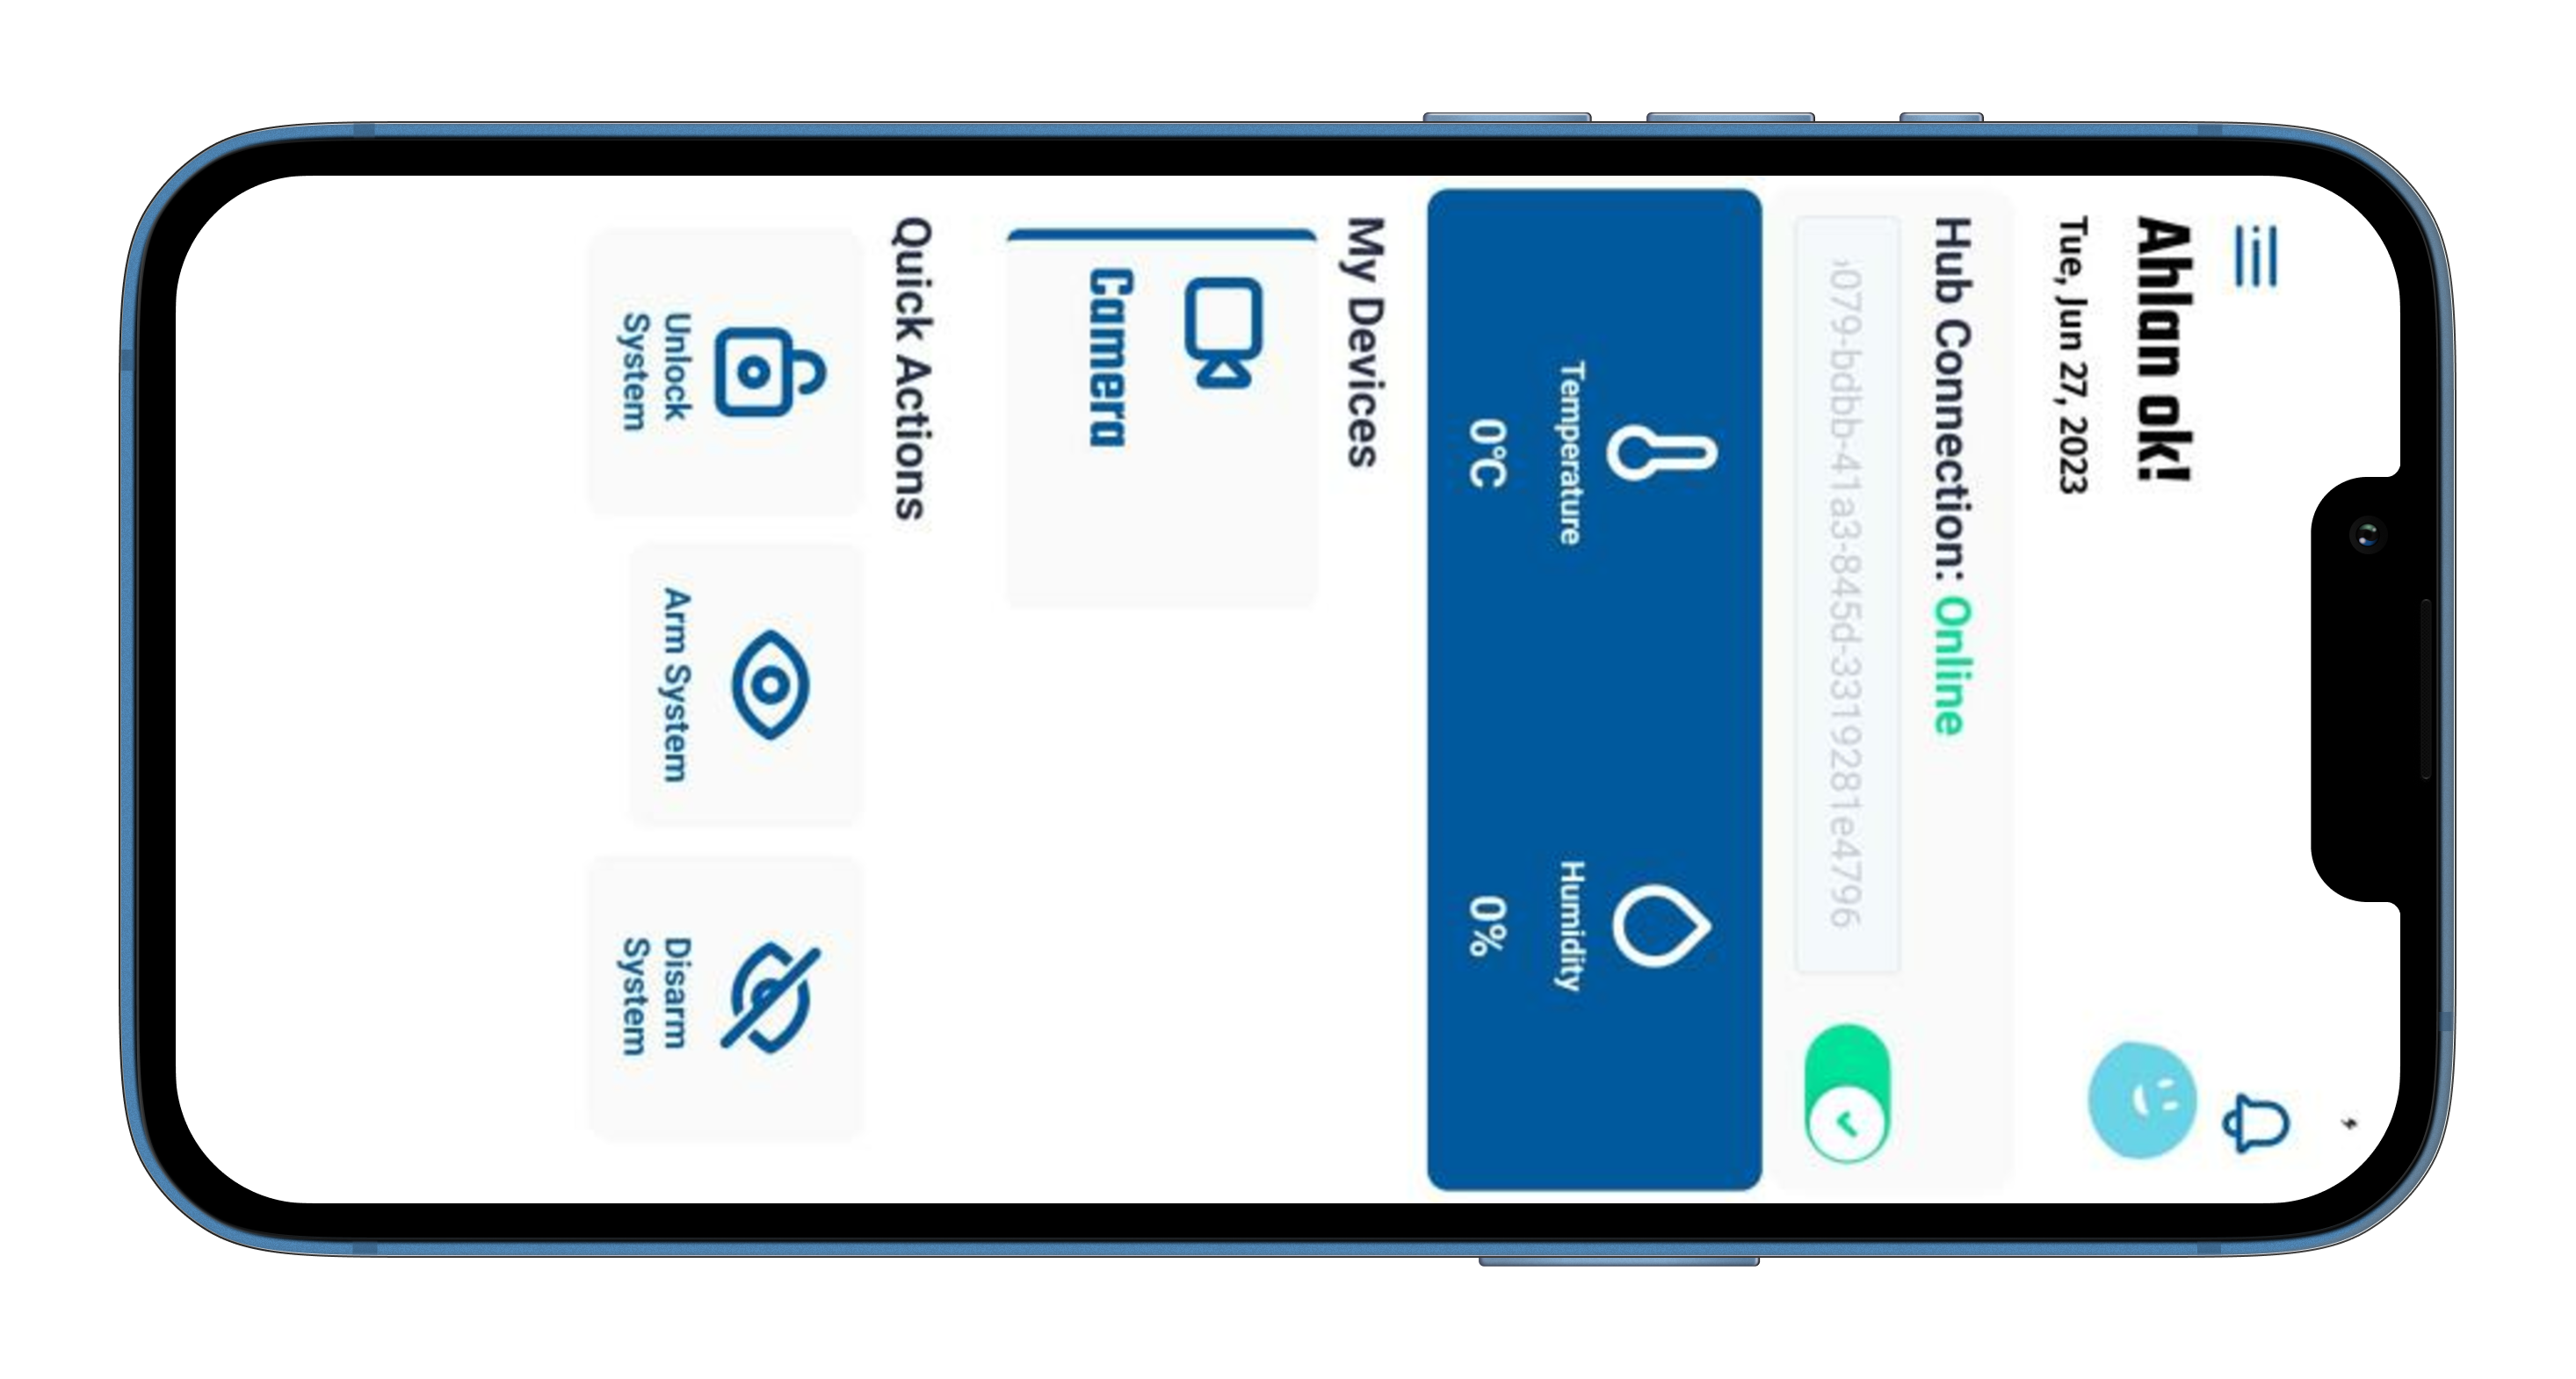 Ahlan ok!
Tue, Jun 27, 2023
Hub Connection: Online
079-bdbb-41a3-845d-3319281e4796
Temperature
0°C
Humidity
0%
My Devices
Camera
Quick Actions
Unlock
System
Arm System
Disarm
System